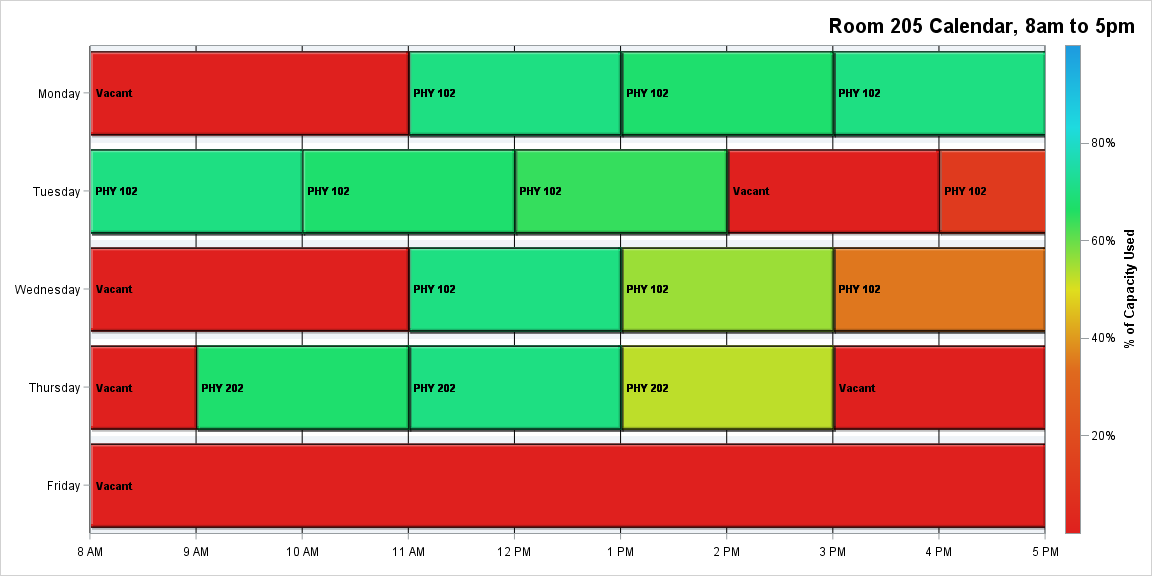 Room 205 Calendar, 8am to 5pm
Monday
Vacant
PHY 102
PHY 102
PHY 102
Tuesday
PHY 102
PHY 102
PHY 102
Vacant
PHY 102
Wednesday
Vacant
PHY 102
PHY 102
PHY 102
Thursday
Vacant
PHY 202
PHY 202
PHY 202
Vacant
Friday
Vacant
8 AM
9 AM
10 AM
11 AM
12 PM
1 PM
2 PM
3 PM
4 PM
5 PM
80%
60%
40%
20%
% of Capacity Used